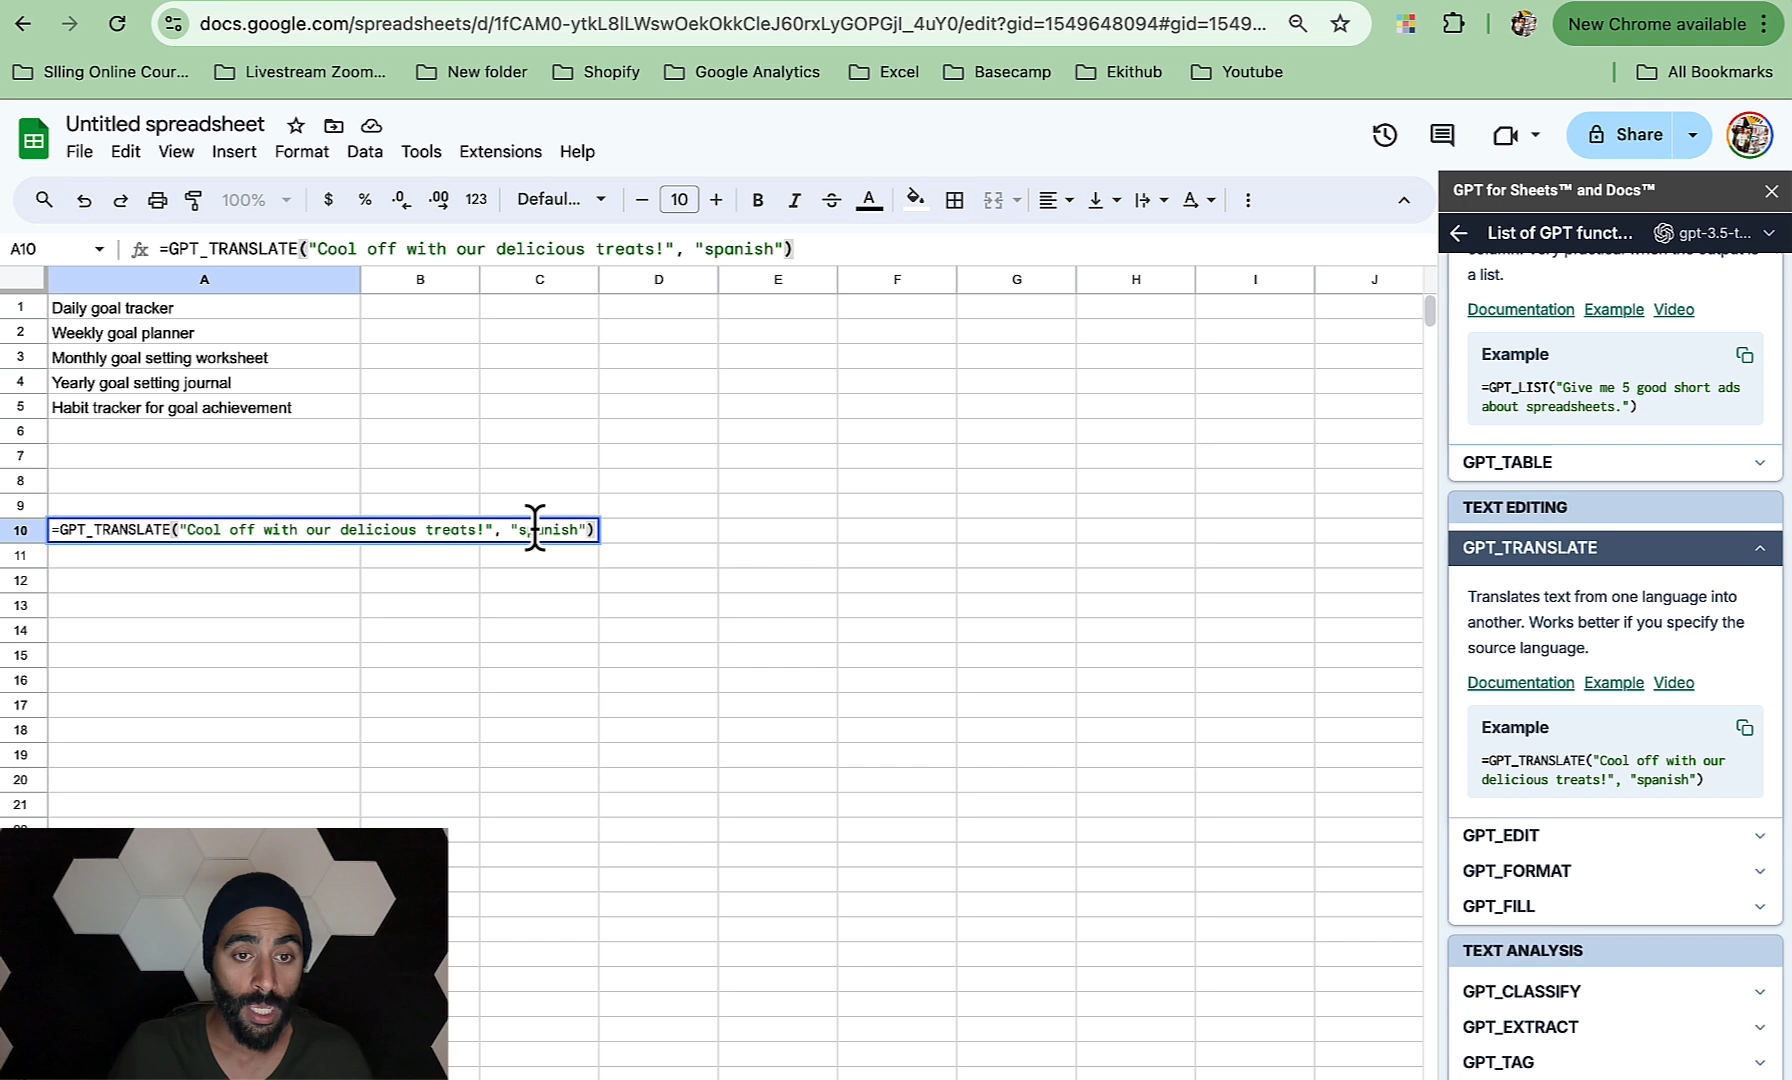 docs.google.com/spreadsheets/d/1fCAM0-ytkL8lLWswOekOkkCleJ60rxLyGOPGjI_4uY0/edit?gid=1549648094#gid=1549...
New Chrome available
Slling Online Cour...
Livestream Zoom...
New folder
Shopify
Google Analytics
Excel
Basecamp
Ekithub
Youtube
All Bookmarks
Untitled spreadsheet
File Edit View Insert Format Data Tools Extensions Help
Share
100% $ % .0 .00 123 Defaul... 10 B I A
GPT for Sheets™ and Docs™
List of GPT funct... gpt-3.5-t...
A10 fx =GPT_TRANSLATE("Cool off with our delicious treats!", "spanish")
A B C D E F G H I J
1 Daily goal tracker
2 Weekly goal planner
3 Monthly goal setting worksheet
4 Yearly goal setting journal
5 Habit tracker for goal achievement
6
7
8
9
10 =GPT_TRANSLATE("Cool off with our delicious treats!", "spanish")
11
12
13
14
15
16
17
18
19
20
21
a list.
Documentation Example Video
Example
=GPT_LIST("Give me 5 good short ads
about spreadsheets.")
GPT_TABLE
TEXT EDITING
GPT_TRANSLATE
Translates text from one language into
another. Works better if you specify the
source language.
Documentation Example Video
Example
=GPT_TRANSLATE("Cool off with our
delicious treats!", "spanish")
GPT_EDIT
GPT_FORMAT
GPT_FILL
TEXT ANALYSIS
GPT_CLASSIFY
GPT_EXTRACT
GPT_TAG